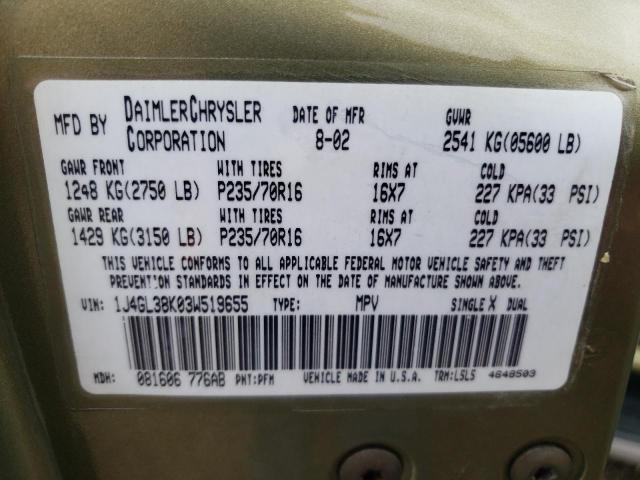 MFD BY DAIMLERCHRYSLER CORPORATION DATE OF MFR 8-02 GVWR 2541 KG(05600 LB)
GAWR FRONT WITH TIRES RIMS AT COLD
1248 KG(2750 LB) P235/70R16 16X7 227 KPA(33 PSI)
GAWR REAR WITH TIRES RIMS AT COLD
1429 KG(3150 LB) P235/70R16 16X7 227 KPA(33 PSI)
THIS VEHICLE CONFORMS TO ALL APPLICABLE FEDERAL MOTOR VEHICLE SAFETY AND THEFT
PREVENTION STANDARDS IN EFFECT ON THE DATE OF MANUFACTURE SHOWN ABOVE.
VIN: 1J4GL38K03W519655 TYPE: MPV SINGLE X DUAL
MDH: 081606 776AB PNT:PFM VEHICLE MADE IN U.S.A. TRM:LSLS 4648503